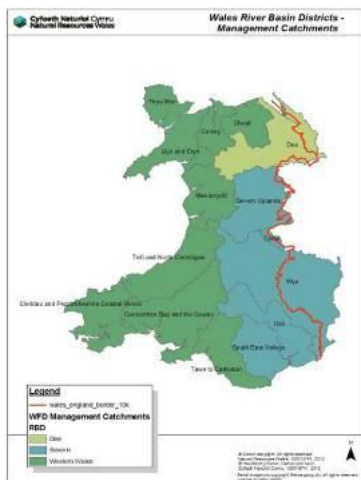 Cyfoeth Naturiol Cymru
Natural Resources Wales
Wales River Basin Districts -
Management Catchments
Ynys Mon
Clwyd
Conwy
Dee
Llyn and Eryri
Meirionnydd
Severn Uplands
Teme
Teifi and North Ceredigion
Wye
Cleddau and Pembrokeshire Coastal Rivers
Carmarthen Bay and the Gower
Usk
South East Valleys
Tawe to Cadoxton
Legend
wales_england_border_10k
WFD Management Catchments
RBD
Dee
Severn
Western Wales
N